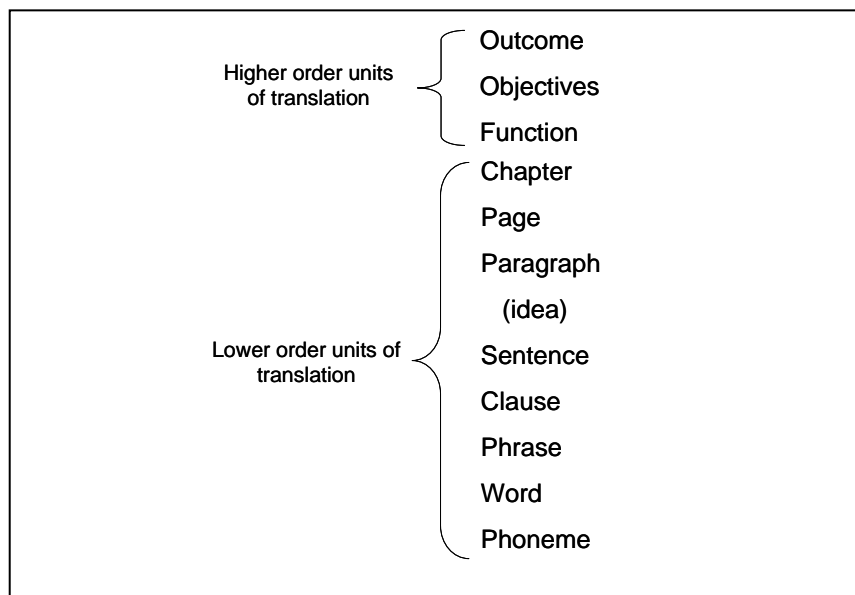 Higher order units
of translation
Outcome
Objectives
Function
Lower order units of
translation
Chapter
Page
Paragraph
(idea)
Sentence
Clause
Phrase
Word
Phoneme